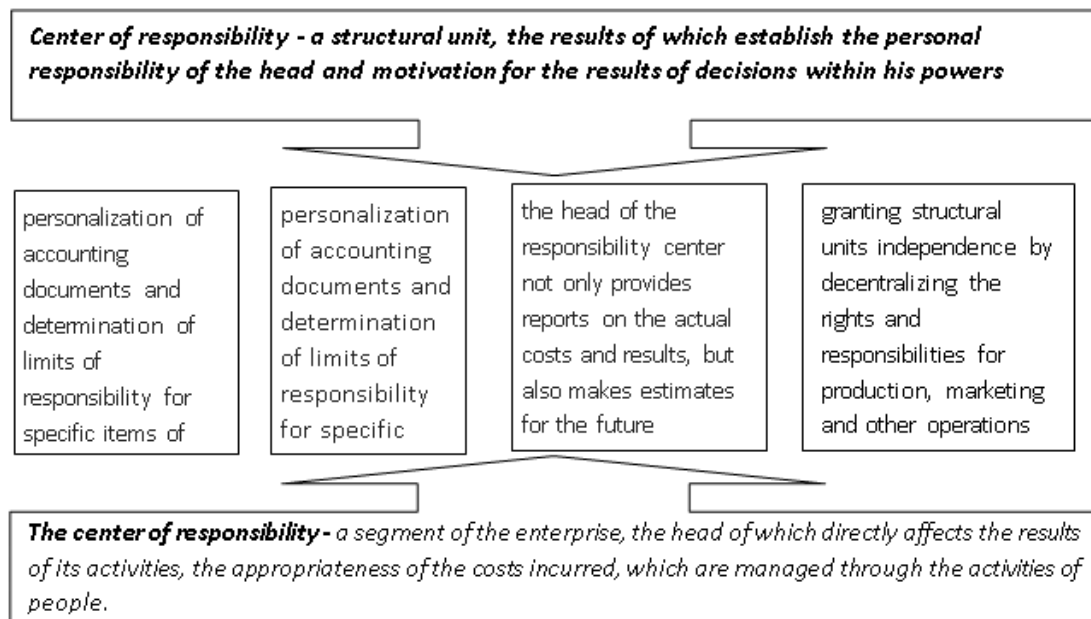 Center of responsibility - a structural unit, the results of which establish the personal
responsibility of the head and motivation for the results of decisions within his powers
personalization of
accounting
documents and
determination of
limits of
responsibility for
specific items of
personalization
of accounting
documents and
determination
of limits of
responsibility
for specific
the head of the
responsibility center
not only provides
reports on the actual
costs and results, but
also makes estimates
for the future
granting structural
units independence by
decentralizing the
rights and
responsibilities for
production, marketing
and other operations
The center of responsibility - a segment of the enterprise, the head of which directly affects the results
of its activities, the appropriateness of the costs incurred, which are managed through the activities of
people.